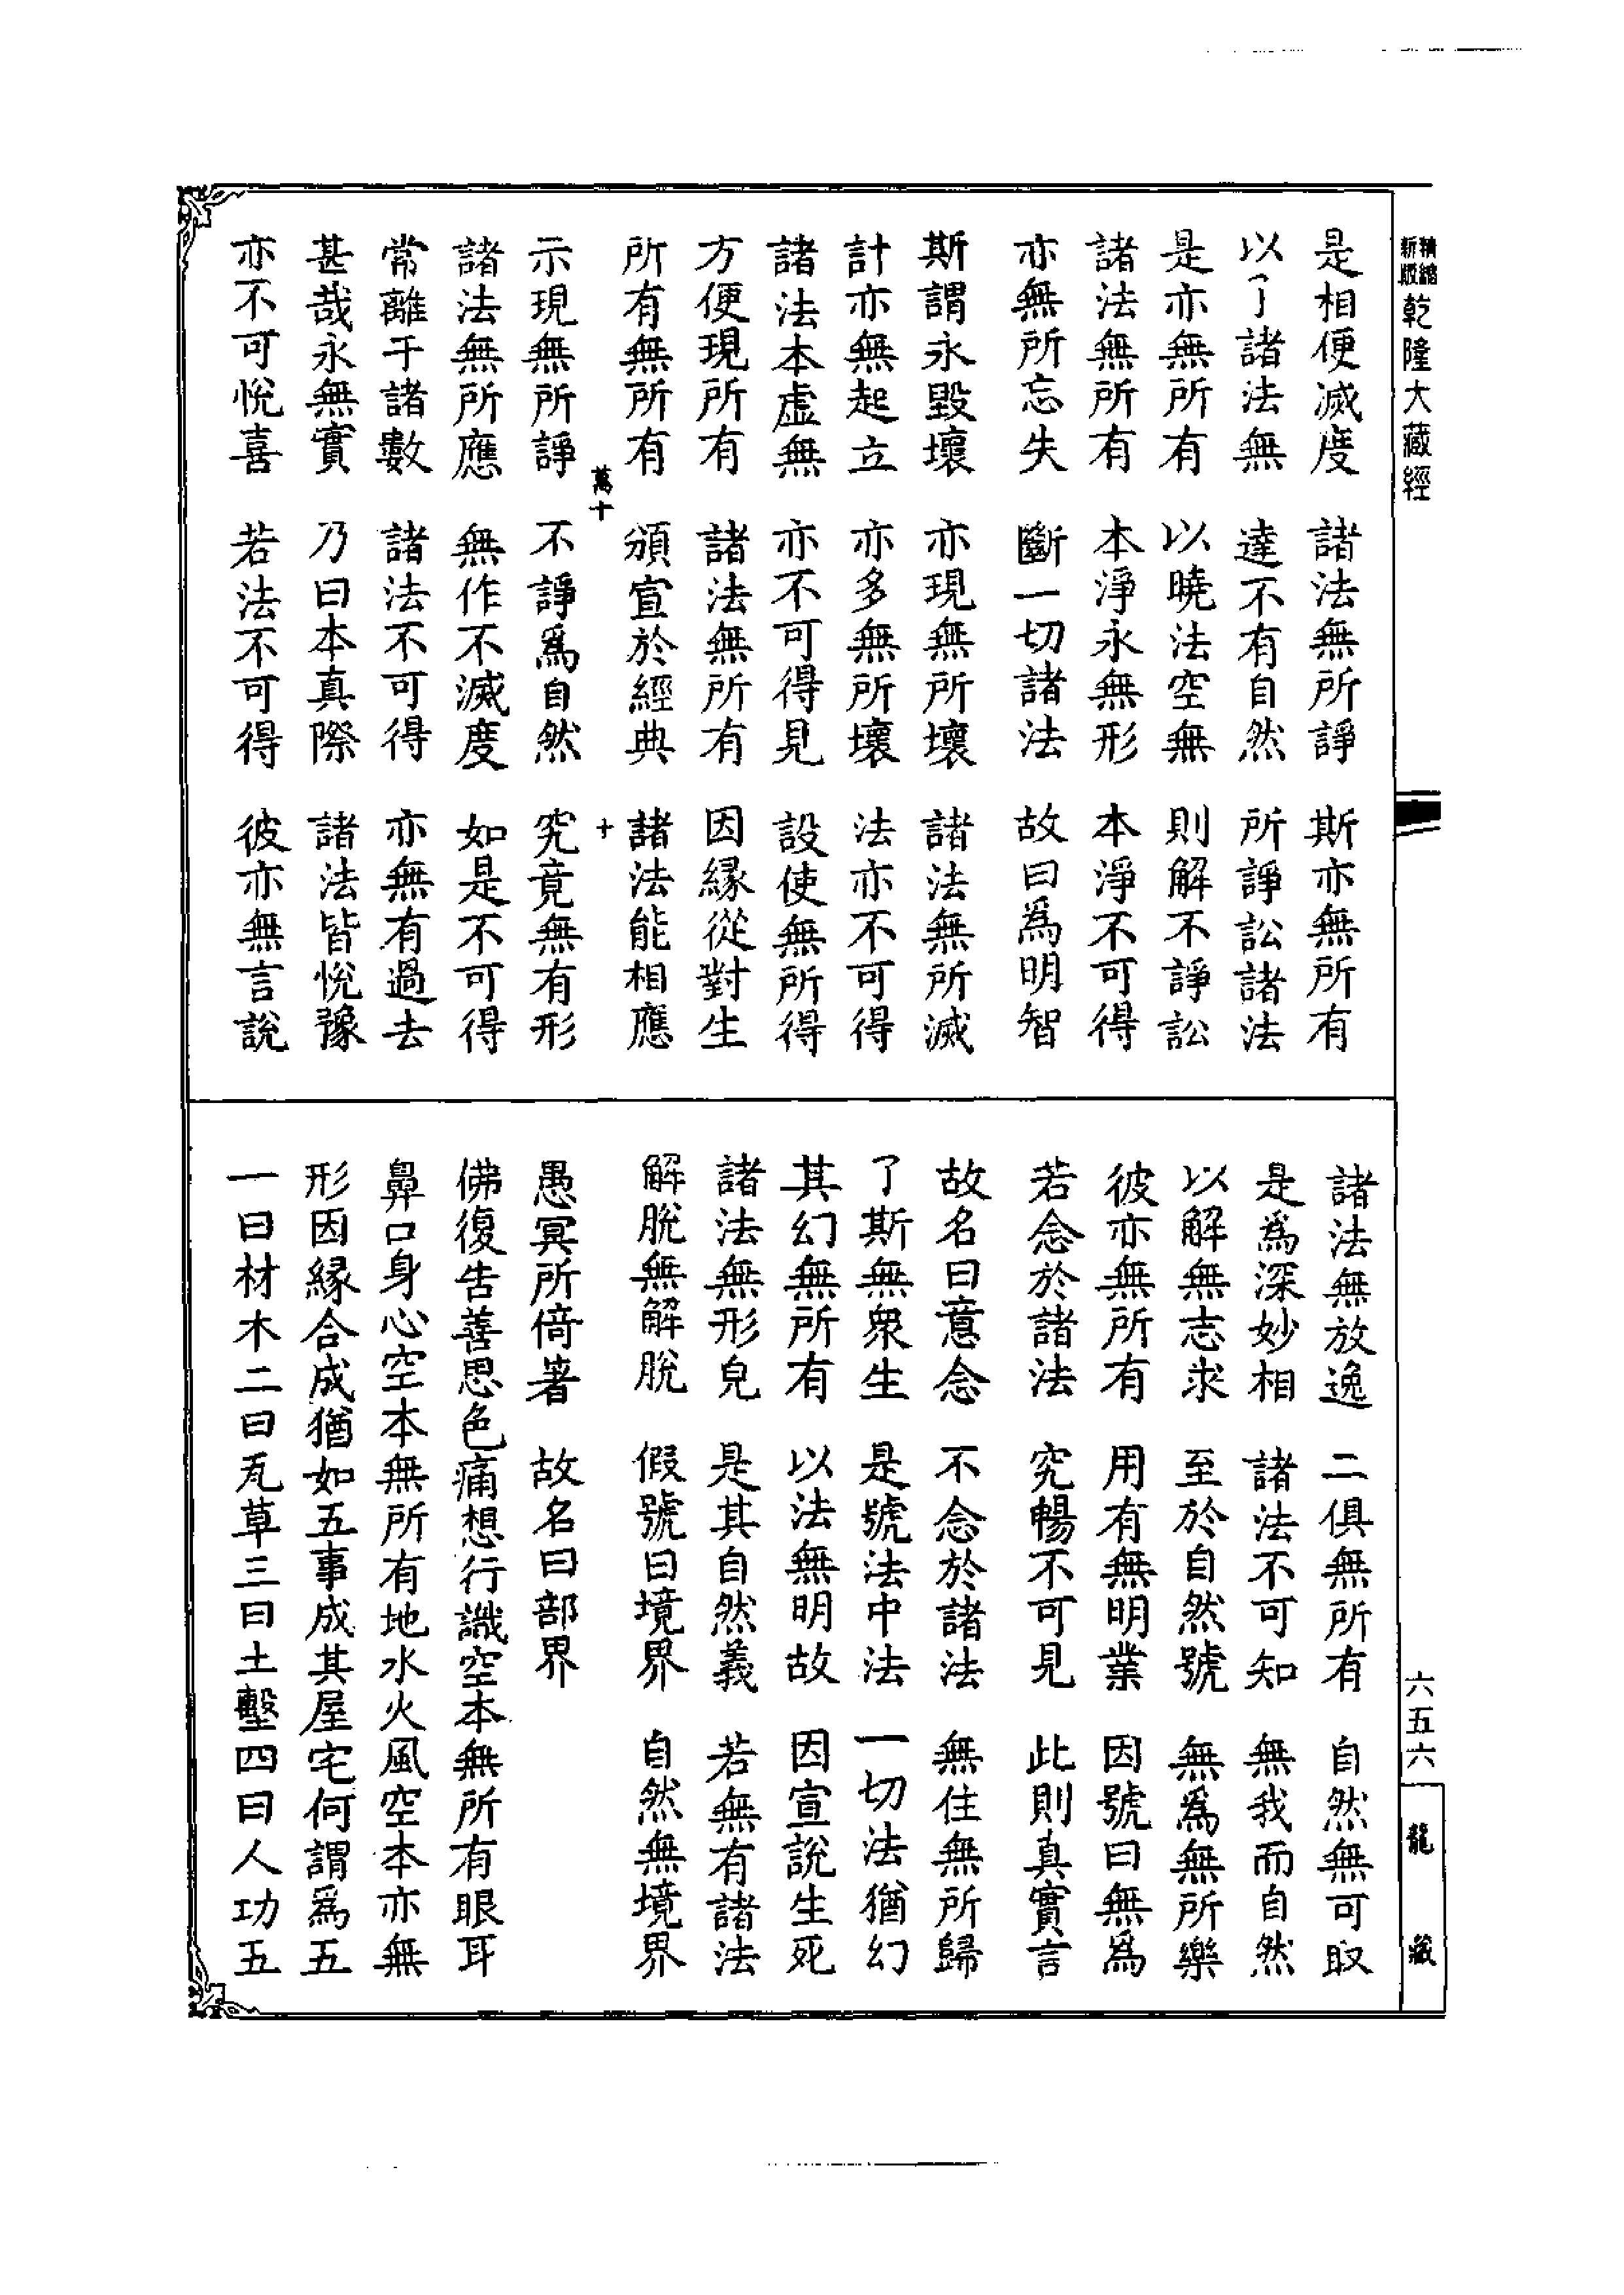 精縮新版乾隆大藏經
是相便滅度　諸法無所諍　斯亦無所有
以了諸法無　達不有自然　所諍訟諸法
是亦無所有　以曉法空無　則解不諍訟
諸法無所有　本淨永無形　本淨不可得
亦無所忘失　斷一切諸法　故曰為明智
斯謂永毀壞　亦現無所壞　諸法無所滅
計亦無起立　亦多無所壞　法亦不可得
諸法本虛無　亦不可得見　設使無所得
方便現所有　諸法無所有　因緣從對生
所有無所有　頒宣於經典　諸法能相應
萬十　十
示現無所諍　不諍為自然　究竟無有形
諸法無所應　無作不滅度　如是不可得
常離于諸數　諸法不可得　亦無有過去
甚哉永無實　乃曰本真際　諸法皆悅豫
亦不可悅喜　若法不可得　彼亦無言說
諸法無放逸　二俱無所有　自然無可取
是為深妙相　諸法不可知　無我而自然
以解無志求　至於自然號　無為無所樂
彼亦無所有　用有無明業　因號曰無為
若念於諸法　究暢不可見　此則真實言
故名曰意念　不念於諸法　無住無所歸
了斯無眾生　是號法中法　一切法猶幻
其幻無所有　以法無明故　因宣說生死
諸法無形皃　是其自然義　若無有諸法
解脫無解脫　假號曰境界　自然無境界
愚冥所倚著　故名曰部界
佛復告善思色痛想行識空本無所有眼耳
鼻口身心空本無所有地水火風空本亦無
形因緣合成猶如五事成其屋宅何謂為五
一曰材木二曰瓦草三曰土墼四曰人功五
六五六
龍藏